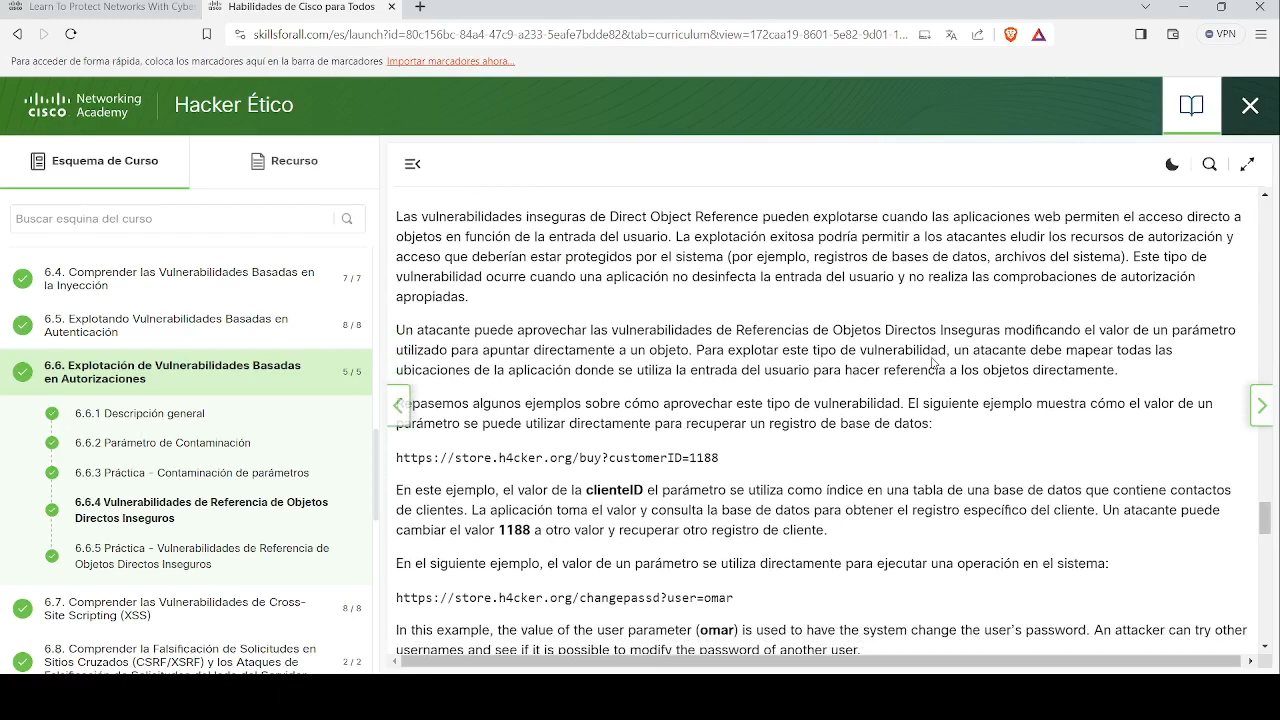 Learn To Protect Networks With Cyber
Habilidades de Cisco para Todos
skillsforall.com/es/launch?id=80c156bc-84a4-47c9-a233-5eafe7bdde82&tab=curriculum&view=172caa19-8601-5e82-9d01-1...
VPN
Para acceder de forma rápida, coloca los marcadores aquí en la barra de marcadores Importar marcadores ahora...
CISCO Networking Academy
Hacker Ético
Esquema de Curso
Recurso
Buscar esquina del curso
6.4. Comprender las Vulnerabilidades Basadas en
la Inyección
7 / 7
6.5. Explotando Vulnerabilidades Basadas en
Autenticación
8 / 8
6.6. Explotación de Vulnerabilidades Basadas
en Autorizaciones
5 / 5
6.6.1 Descripción general
6.6.2 Parámetro de Contaminación
6.6.3 Práctica - Contaminación de parámetros
6.6.4 Vulnerabilidades de Referencia de Objetos
Directos Inseguros
6.6.5 Práctica - Vulnerabilidades de Referencia de
Objetos Directos Inseguros
6.7. Comprender las Vulnerabilidades de Cross-
Site Scripting (XSS)
8 / 8
6.8. Comprender la Falsificación de Solicitudes en
Sitios Cruzados (CSRF/XSRF) y los Ataques de
Falsificación de Solicitudes del Lado del Servidor
2 / 2
Las vulnerabilidades inseguras de Direct Object Reference pueden explotarse cuando las aplicaciones web permiten el acceso directo a
objetos en función de la entrada del usuario. La explotación exitosa podría permitir a los atacantes eludir los recursos de autorización y
acceso que deberían estar protegidos por el sistema (por ejemplo, registros de bases de datos, archivos del sistema). Este tipo de
vulnerabilidad ocurre cuando una aplicación no desinfecta la entrada del usuario y no realiza las comprobaciones de autorización
apropiadas.
Un atacante puede aprovechar las vulnerabilidades de Referencias de Objetos Directos Inseguras modificando el valor de un parámetro
utilizado para apuntar directamente a un objeto. Para explotar este tipo de vulnerabilidad, un atacante debe mapear todas las
ubicaciones de la aplicación donde se utiliza la entrada del usuario para hacer referencia a los objetos directamente.
Repasemos algunos ejemplos sobre cómo aprovechar este tipo de vulnerabilidad. El siguiente ejemplo muestra cómo el valor de un
parámetro se puede utilizar directamente para recuperar un registro de base de datos:
https://store.h4cker.org/buy?customerID=1188
En este ejemplo, el valor de la clienteID el parámetro se utiliza como índice en una tabla de una base de datos que contiene contactos
de clientes. La aplicación toma el valor y consulta la base de datos para obtener el registro específico del cliente. Un atacante puede
cambiar el valor 1188 a otro valor y recuperar otro registro de cliente.
En el siguiente ejemplo, el valor de un parámetro se utiliza directamente para ejecutar una operación en el sistema:
https://store.h4cker.org/changepassd?user=omar
In this example, the value of the user parameter (omar) is used to have the system change the user's password. An attacker can try other
usernames and see if it is possible to modify the password of another user.